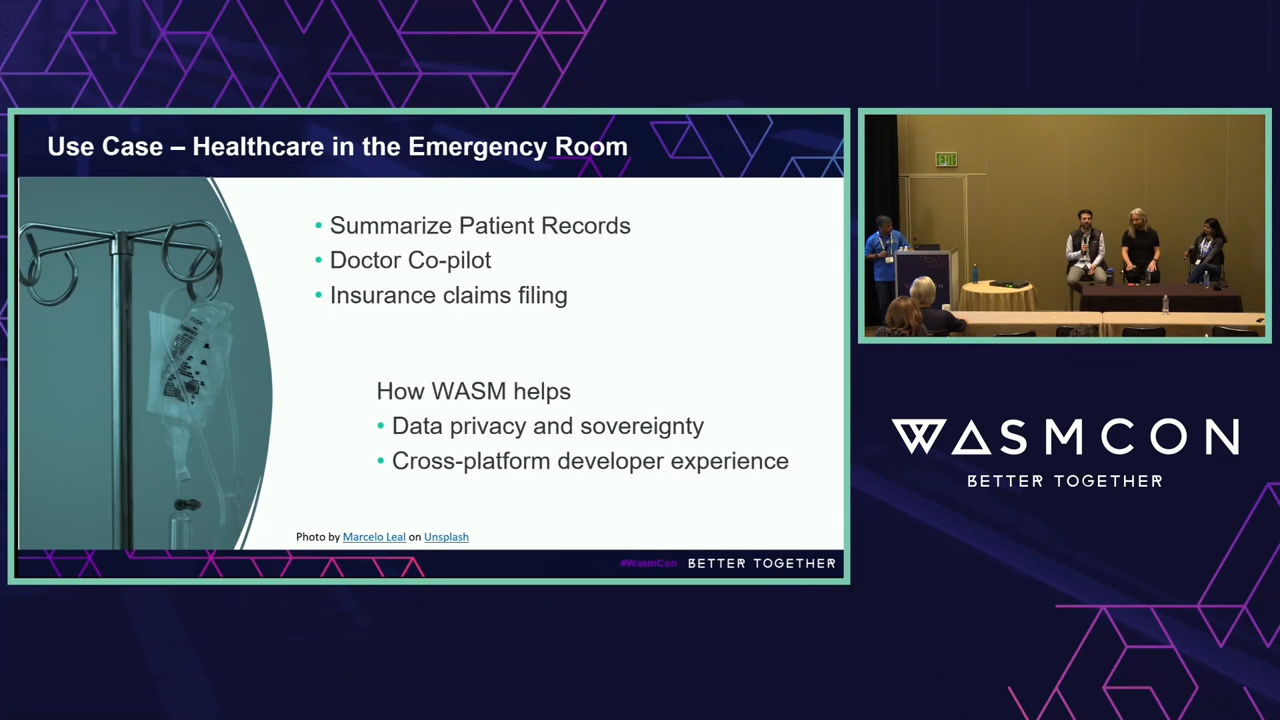 Use Case – Healthcare in the Emergency Room
• Summarize Patient Records
• Doctor Co-pilot
• Insurance claims filing
How WASM helps
• Data privacy and sovereignty
• Cross-platform developer experience
Photo by Marcelo Leal on Unsplash
#WasmCon BETTER TOGETHER
EXIT
WASMCON
BETTER TOGETHER